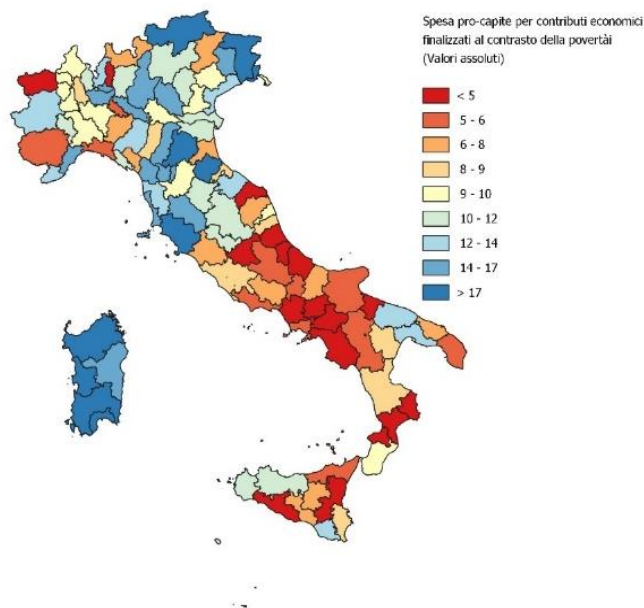 Spesa pro-capite per contributi economici
finalizzati al contrasto della povertài
(Valori assoluti)
< 5
5 - 6
6 - 8
8 - 9
9 - 10
10 - 12
12 - 14
14 - 17
> 17